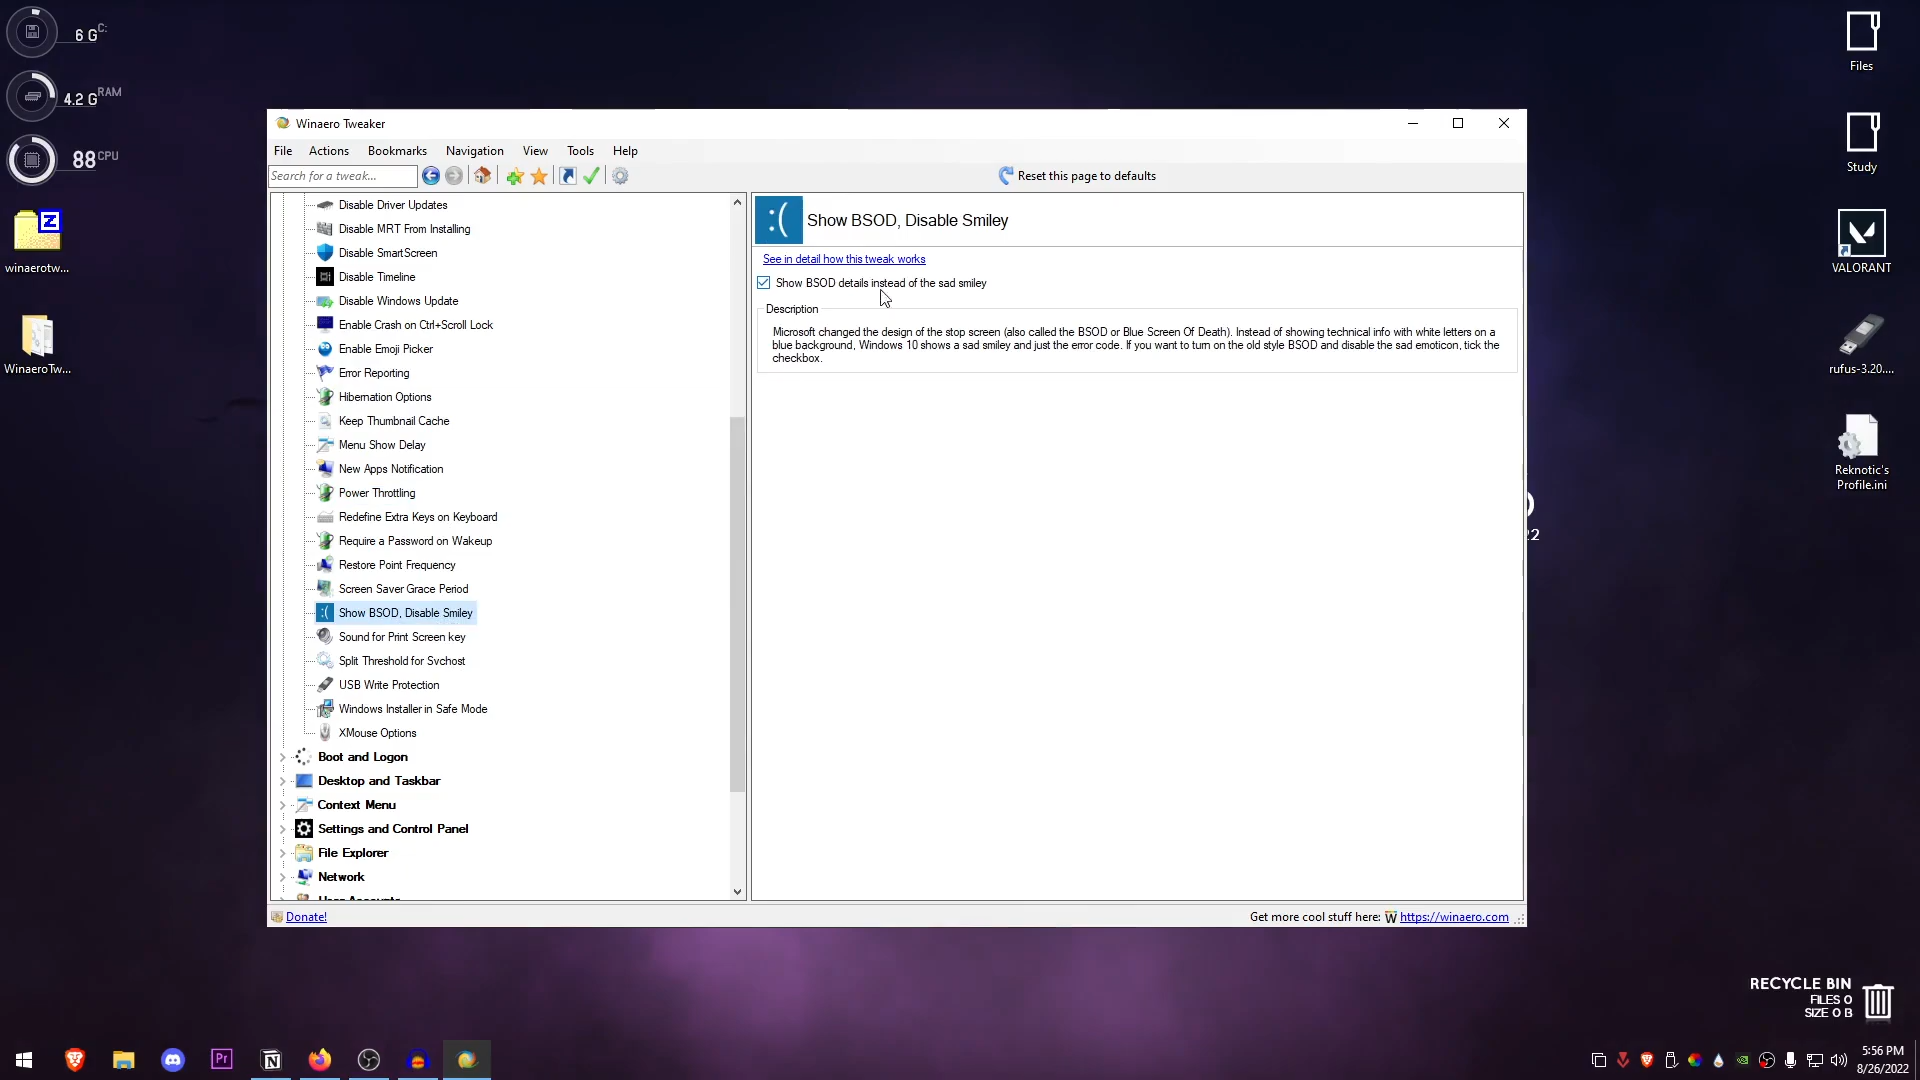 6 G C:
4.2 G RAM
88 CPU
winaerotw...
WinaeroTw...
Files
Study
VALORANT
rufus-3.20....
Reknotic's
Profile.ini
Winaero Tweaker
File Actions Bookmarks Navigation View Tools Help
Search for a tweak...
Reset this page to defaults
Disable Driver Updates
Disable MRT From Installing
Disable SmartScreen
Disable Timeline
Disable Windows Update
Enable Crash on Ctrl+Scroll Lock
Enable Emoji Picker
Error Reporting
Hibernation Options
Keep Thumbnail Cache
Menu Show Delay
New Apps Notification
Power Throttling
Redefine Extra Keys on Keyboard
Require a Password on Wakeup
Restore Point Frequency
Screen Saver Grace Period
Show BSOD, Disable Smiley
Sound for Print Screen key
Split Threshold for Svchost
USB Write Protection
Windows Installer in Safe Mode
XMouse Options
Boot and Logon
Desktop and Taskbar
Context Menu
Settings and Control Panel
File Explorer
Network
User Accounts
:( Show BSOD, Disable Smiley
See in detail how this tweak works
Show BSOD details instead of the sad smiley
Description
Microsoft changed the design of the stop screen (also called the BSOD or Blue Screen Of Death). Instead of showing technical info with white letters on a
blue background, Windows 10 shows a sad smiley and just the error code. If you want to turn on the old style BSOD and disable the sad emoticon, tick the
checkbox.
22
Donate!
Get more cool stuff here: W https://winaero.com
RECYCLE BIN
FILES 0
SIZE 0 B
Pr
5:56 PM
8/26/2022